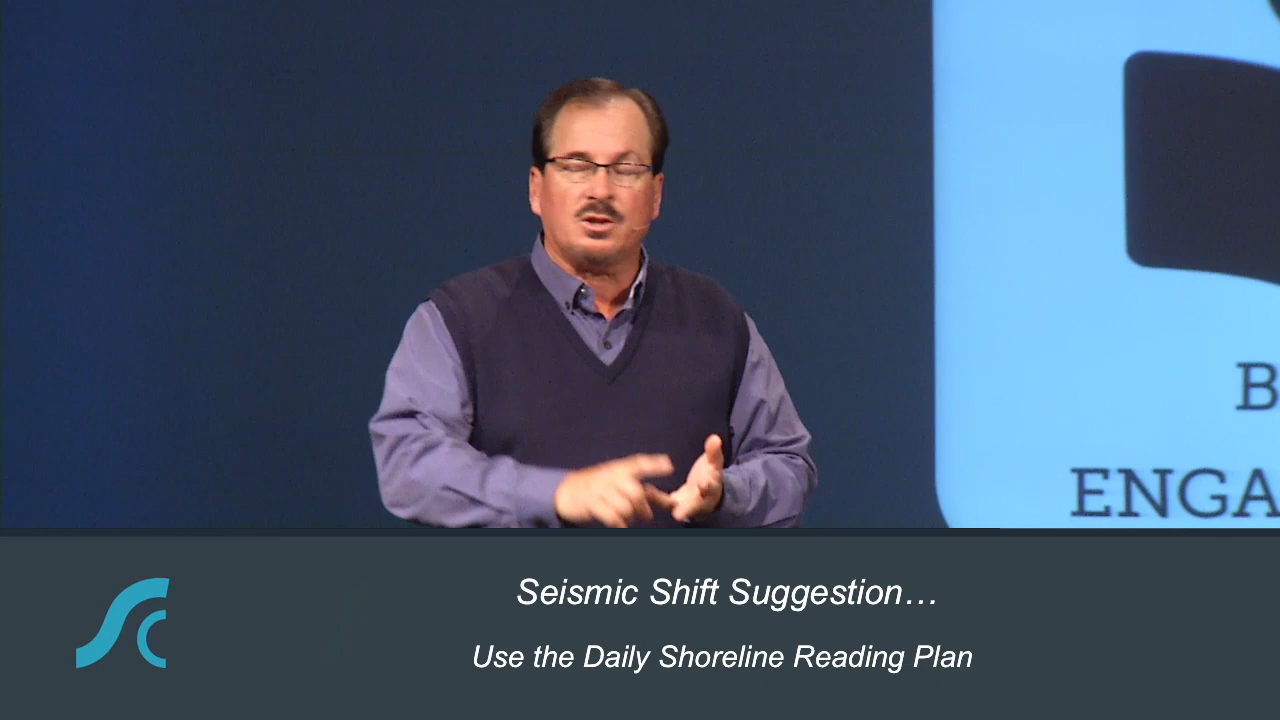 B
ENGA
Seismic Shift Suggestion…
Use the Daily Shoreline Reading Plan